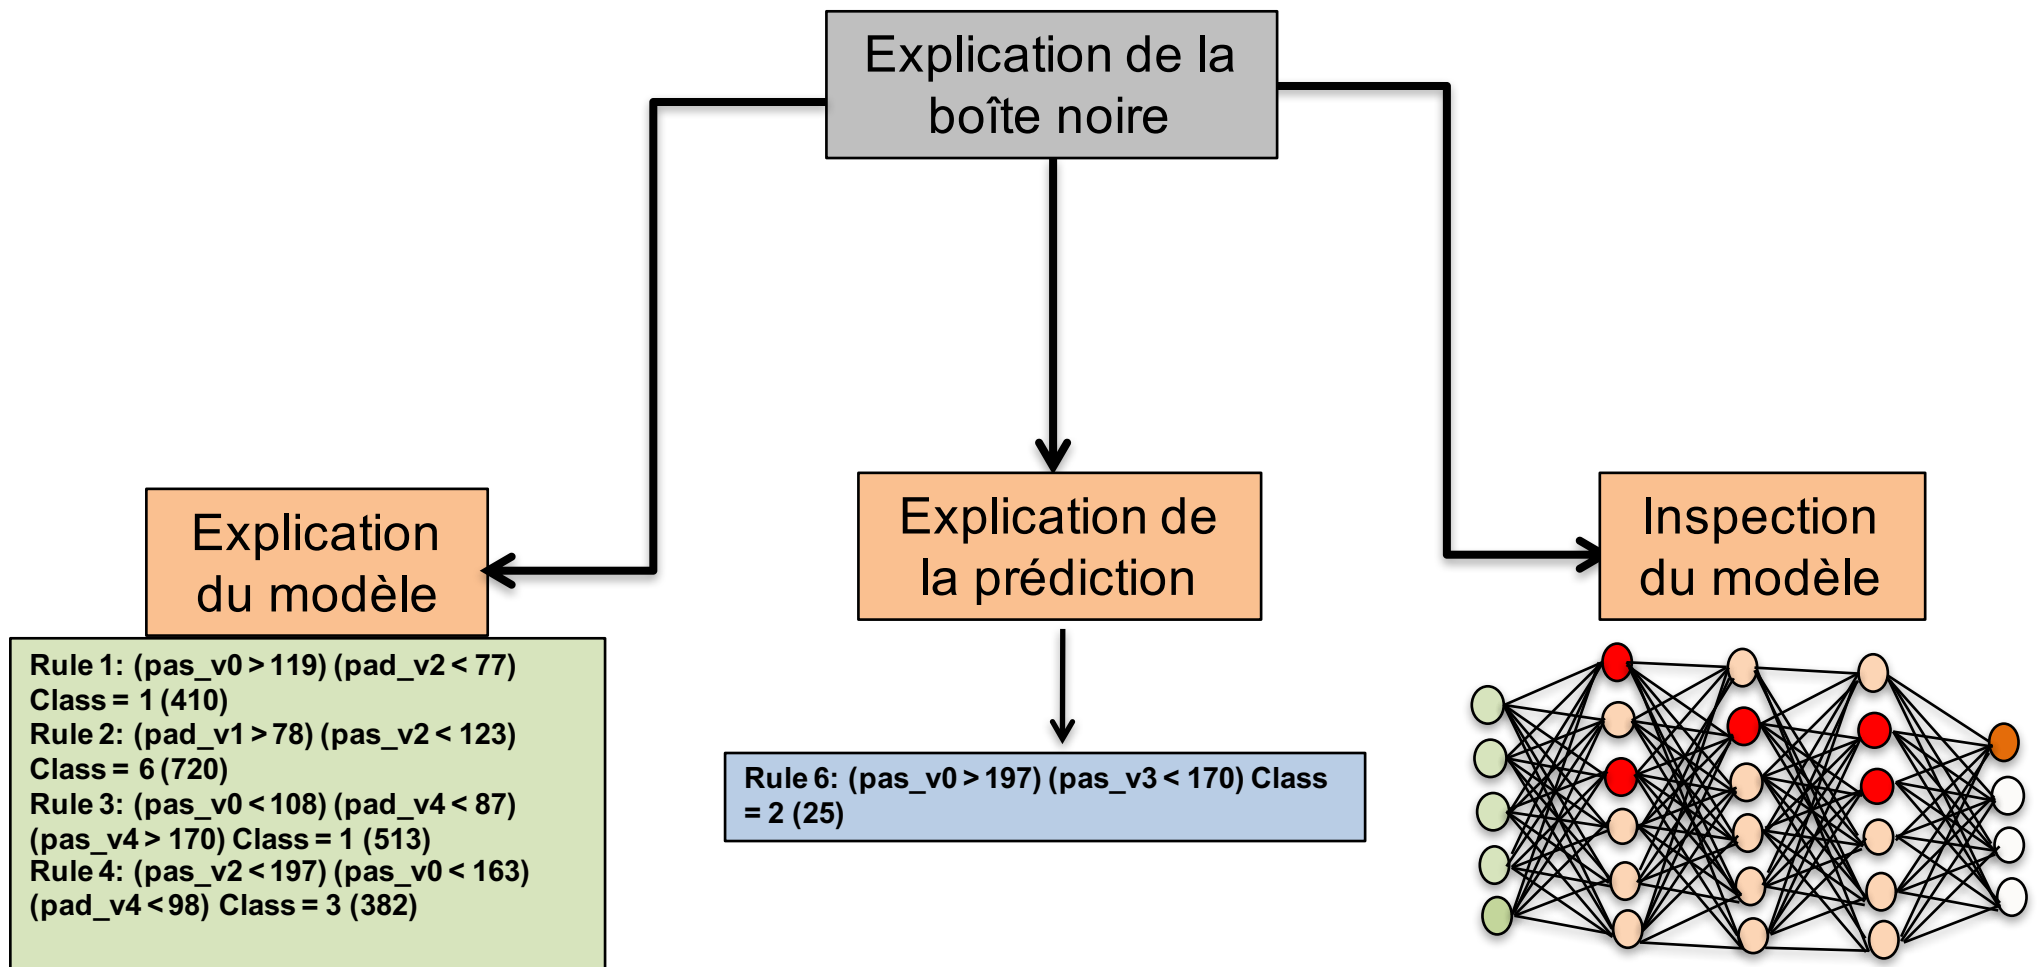 Explication de la
boîte noire
Explication
du modèle
Explication de
la prédiction
Inspection
du modèle
Rule 1: (pas_v0 > 119) (pad_v2 < 77)
Class = 1 (410)
Rule 2: (pad_v1 > 78) (pas_v2 < 123)
Class = 6 (720)
Rule 3: (pas_v0 < 108) (pad_v4 < 87)
(pas_v4 > 170) Class = 1 (513)
Rule 4: (pas_v2 < 197) (pas_v0 < 163)
(pad_v4 < 98) Class = 3 (382)
Rule 6: (pas_v0 > 197) (pas_v3 < 170) Class
= 2 (25)